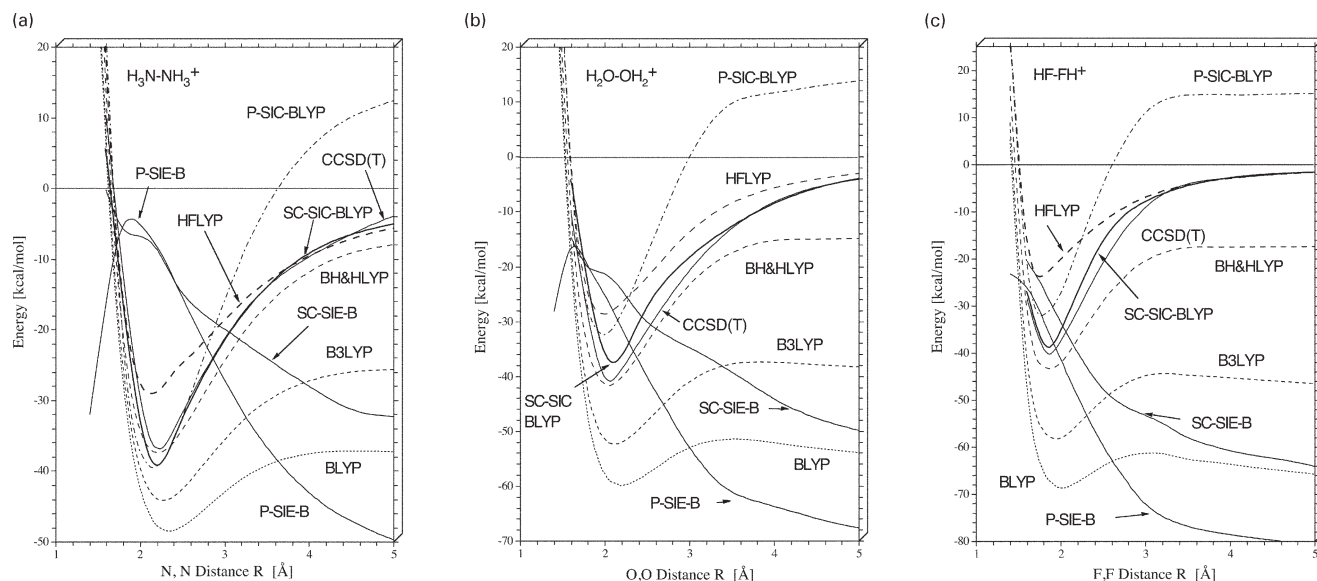 (a)
H₃N-NH₃⁺
P-SIC-BLYP
P-SIE-B
CCSD(T)
HFLYP
SC-SIC-BLYP
BH&HLYP
SC-SIE-B
B3LYP
BLYP
P-SIE-B
Energy [kcal/mol]
20
10
0
-10
-20
-30
-40
-50
1 2 3 4 5
N, N Distance R [Å]
(b)
H₂O-OH₂⁺
P-SIC-BLYP
HFLYP
BH&HLYP
CCSD(T)
B3LYP
SC-SIC
BLYP
SC-SIE-B
BLYP
P-SIE-B
Energy [kcal/mol]
20
10
0
-10
-20
-30
-40
-50
-60
-70
1 2 3 4 5
O,O Distance R [Å]
(c)
HF-FH⁺
P-SIC-BLYP
HFLYP
CCSD(T)
BH&HLYP
SC-SIC-BLYP
B3LYP
SC-SIE-B
BLYP
P-SIE-B
Energy [kcal/mol]
20
10
0
-10
-20
-30
-40
-50
-60
-70
-80
1 2 3 4 5
F,F Distance R [Å]